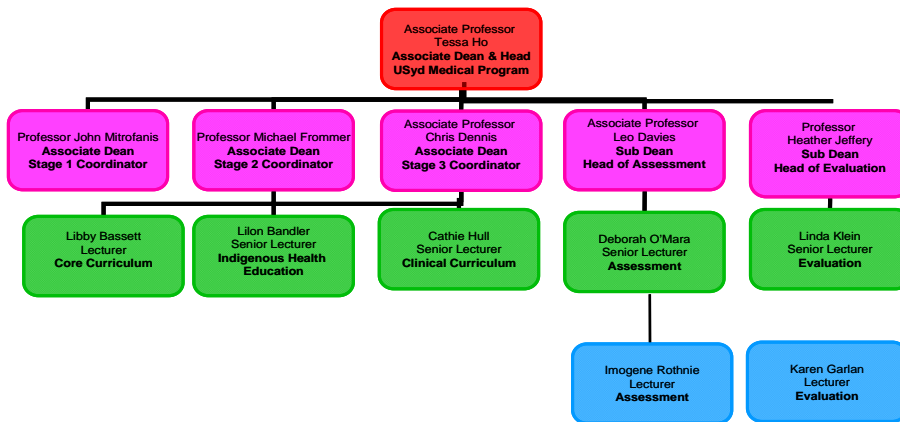 Associate Professor
Tessa Ho
Associate Dean & Head
USyd Medical Program
Professor John Mitrofanis
Associate Dean
Stage 1 Coordinator
Professor Michael Frommer
Associate Dean
Stage 2 Coordinator
Associate Professor
Chris Dennis
Associate Dean
Stage 3 Coordinator
Associate Professor
Leo Davies
Sub Dean
Head of Assessment
Professor
Heather Jeffery
Sub Dean
Head of Evaluation
Libby Bassett
Lecturer
Core Curriculum
Lilon Bandler
Senior Lecturer
Indigenous Health
Education
Cathie Hull
Senior Lecturer
Clinical Curriculum
Deborah O’Mara
Senior Lecturer
Assessment
Linda Klein
Senior Lecturer
Evaluation
Imogene Rothnie
Lecturer
Assessment
Karen Garlan
Lecturer
Evaluation